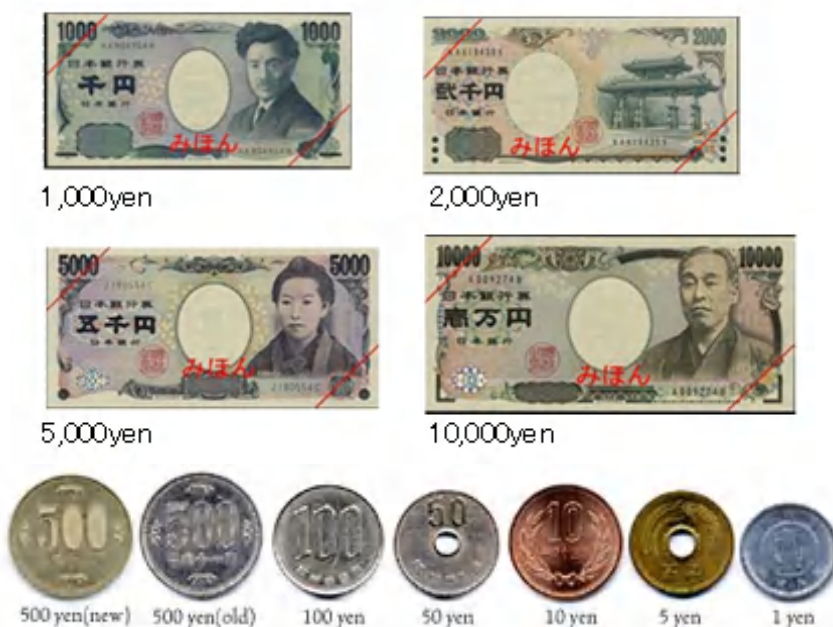 1000 1000
AA900904AA
日本銀行券
千円
日本銀行
みほん
1,000yen
2000 2000
日本銀行券
弐千円
日本銀行
みほん
2,000yen
5000 5000
日本銀行券
五千円
日本銀行
みほん
5,000yen
10000 10000
日本銀行券
壱万円
日本銀行
みほん
10,000yen
500 500 100 50 10
500 yen(new) 500 yen(old) 100 yen 50 yen 10 yen 5 yen 1 yen